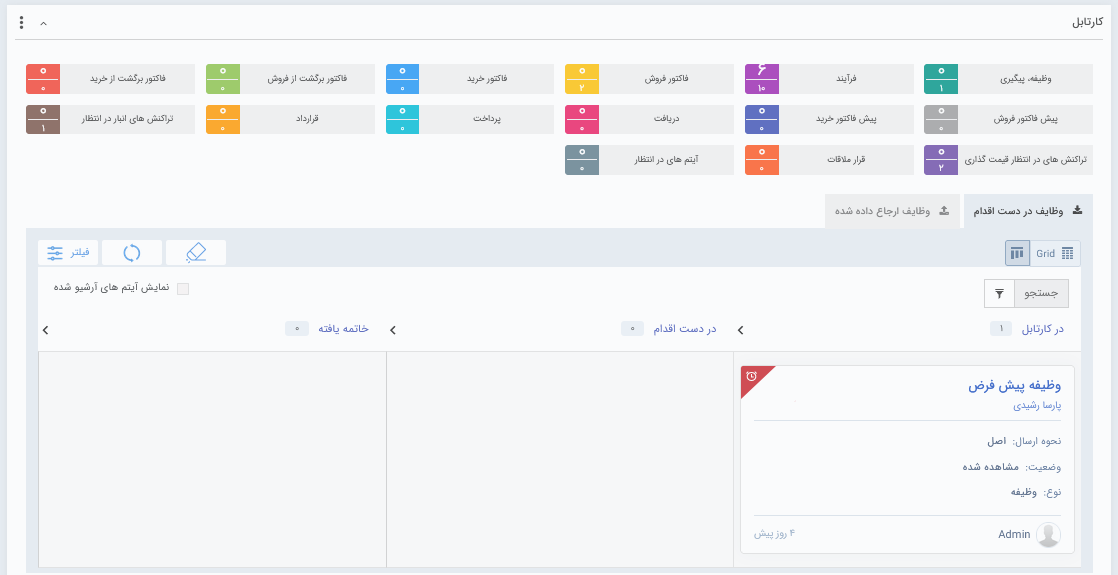 کارتابل
وظیفه، پیگیری ۰ ۱
فرآیند ۶ ۱۰
فاکتور فروش ۰ ۲
فاکتور خرید ۰ ۰
فاکتور برگشت از فروش ۰ ۰
فاکتور برگشت از خرید ۰ ۰
پیش فاکتور فروش ۰ ۰
پیش فاکتور خرید ۰ ۰
دریافت ۰ ۰
پرداخت ۰ ۰
قرارداد ۰ ۰
تراکنش های انبار در انتظار ۰ ۱
تراکنش های در انتظار قیمت گذاری ۰ ۲
قرار ملاقات ۰ ۰
آیتم های در انتظار ۰ ۰
وظایف در دست اقدام
وظایف ارجاع داده شده
Grid
فیلتر
جستجو
نمایش آیتم های آرشیو شده
در کارتابل ۱
در دست اقدام ۰
خاتمه یافته ۰
وظیفه پیش فرض
پارسا رشیدی
نحوه ارسال: اصل
وضعیت: مشاهده شده
نوع: وظیفه
Admin
۴ روز پیش